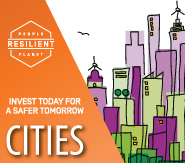 PEOPLE
RESILIENT
PLANET
INVEST TODAY FOR
A SAFER TOMORROW
CITIES